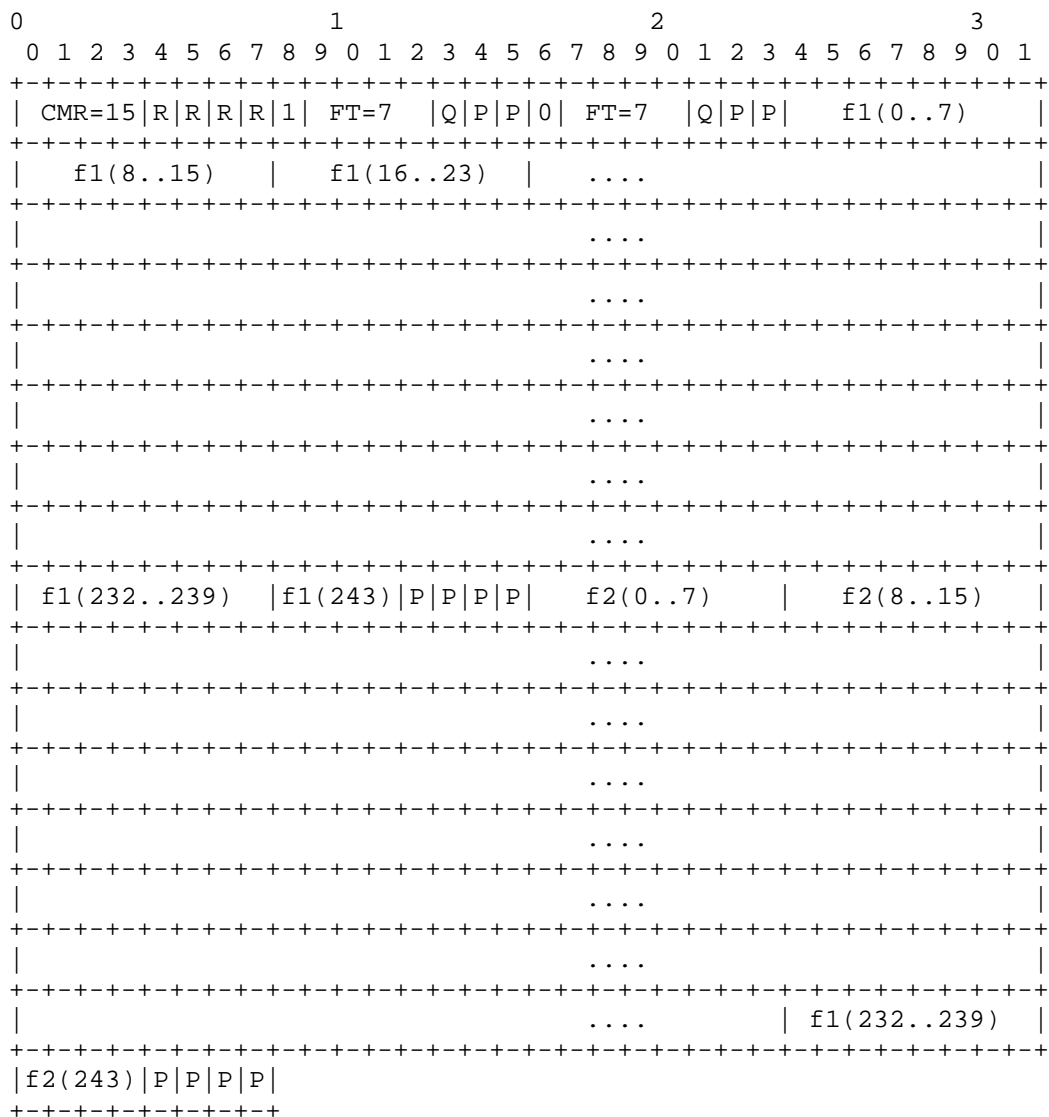 0                   1                   2                   3
 0 1 2 3 4 5 6 7 8 9 0 1 2 3 4 5 6 7 8 9 0 1 2 3 4 5 6 7 8 9 0 1
+-+-+-+-+-+-+-+-+-+-+-+-+-+-+-+-+-+-+-+-+-+-+-+-+-+-+-+-+-+-+-+-+
| CMR=15|R|R|R|R|1| FT=7  |Q|P|P|0| FT=7  |Q|P|P|   f1(0..7)    |
+-+-+-+-+-+-+-+-+-+-+-+-+-+-+-+-+-+-+-+-+-+-+-+-+-+-+-+-+-+-+-+-+
|   f1(8..15)   |   f1(16..23)  |   ....                        |
+-+-+-+-+-+-+-+-+-+-+-+-+-+-+-+-+-+-+-+-+-+-+-+-+-+-+-+-+-+-+-+-+
|                                   ....                        |
+-+-+-+-+-+-+-+-+-+-+-+-+-+-+-+-+-+-+-+-+-+-+-+-+-+-+-+-+-+-+-+-+
|                                   ....                        |
+-+-+-+-+-+-+-+-+-+-+-+-+-+-+-+-+-+-+-+-+-+-+-+-+-+-+-+-+-+-+-+-+
|                                   ....                        |
+-+-+-+-+-+-+-+-+-+-+-+-+-+-+-+-+-+-+-+-+-+-+-+-+-+-+-+-+-+-+-+-+
|                                   ....                        |
+-+-+-+-+-+-+-+-+-+-+-+-+-+-+-+-+-+-+-+-+-+-+-+-+-+-+-+-+-+-+-+-+
|                                   ....                        |
+-+-+-+-+-+-+-+-+-+-+-+-+-+-+-+-+-+-+-+-+-+-+-+-+-+-+-+-+-+-+-+-+
|                                   ....                        |
+-+-+-+-+-+-+-+-+-+-+-+-+-+-+-+-+-+-+-+-+-+-+-+-+-+-+-+-+-+-+-+-+
| f1(232..239)  |f1(243)|P|P|P|P|   f2(0..7)    |   f2(8..15)   |
+-+-+-+-+-+-+-+-+-+-+-+-+-+-+-+-+-+-+-+-+-+-+-+-+-+-+-+-+-+-+-+-+
|                                   ....                        |
+-+-+-+-+-+-+-+-+-+-+-+-+-+-+-+-+-+-+-+-+-+-+-+-+-+-+-+-+-+-+-+-+
|                                   ....                        |
+-+-+-+-+-+-+-+-+-+-+-+-+-+-+-+-+-+-+-+-+-+-+-+-+-+-+-+-+-+-+-+-+
|                                   ....                        |
+-+-+-+-+-+-+-+-+-+-+-+-+-+-+-+-+-+-+-+-+-+-+-+-+-+-+-+-+-+-+-+-+
|                                   ....                        |
+-+-+-+-+-+-+-+-+-+-+-+-+-+-+-+-+-+-+-+-+-+-+-+-+-+-+-+-+-+-+-+-+
|                                   ....                        |
+-+-+-+-+-+-+-+-+-+-+-+-+-+-+-+-+-+-+-+-+-+-+-+-+-+-+-+-+-+-+-+-+
|                                   ....                        |
+-+-+-+-+-+-+-+-+-+-+-+-+-+-+-+-+-+-+-+-+-+-+-+-+-+-+-+-+-+-+-+-+
|                                   ....        | f1(232..239)  |
+-+-+-+-+-+-+-+-+-+-+-+-+-+-+-+-+-+-+-+-+-+-+-+-+-+-+-+-+-+-+-+-+
|f2(243)|P|P|P|P|
+-+-+-+-+-+-+-+-+